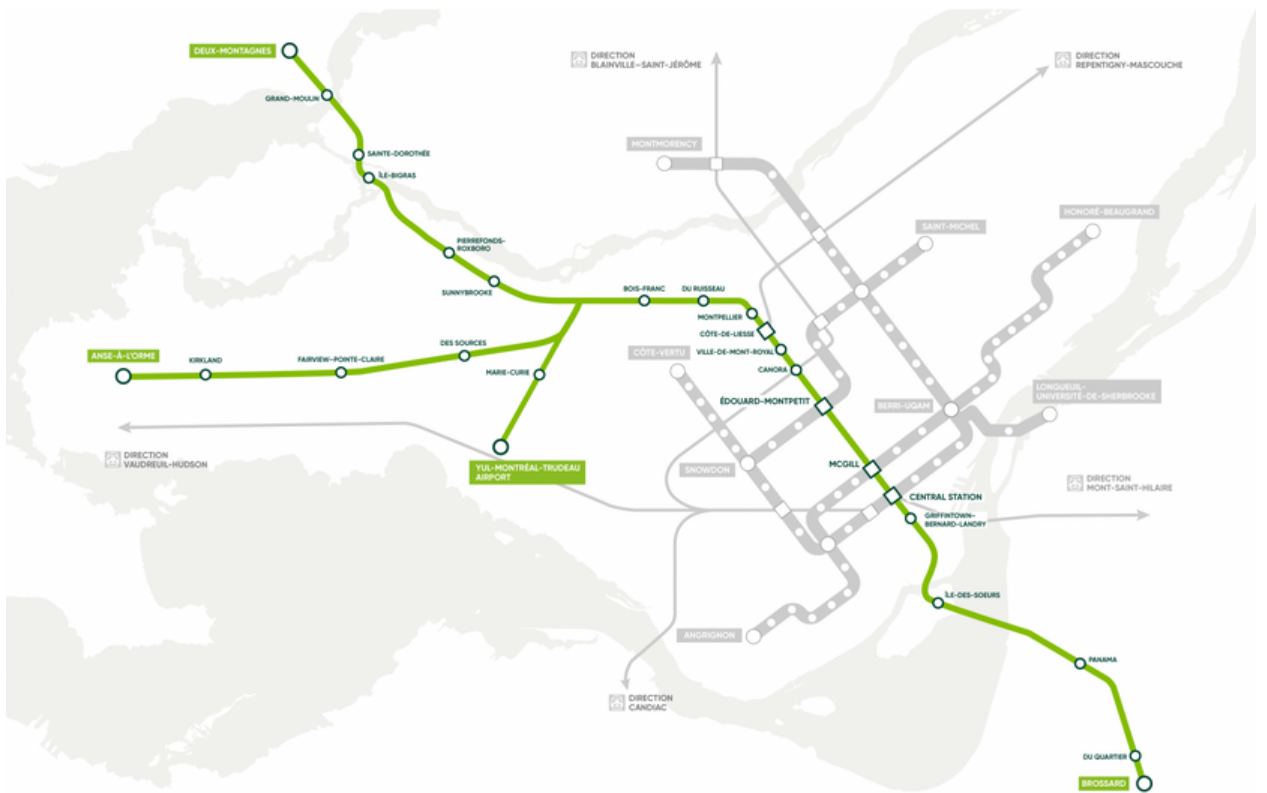 DEUX-MONTAGNES
DIRECTION
BLAINVILLE–SAINT-JÉRÔME
DIRECTION
REPENTIGNY-MASCOUCHE
GRAND-MOULIN
MONTMORENCY
SAINTE-DOROTHÉE
ÎLE-BIGRAS
HONORÉ-BEAUGRAND
SAINT-MICHEL
PIERREFONDS-
ROXBORO
SUNNYBROOKE
BOIS-FRANC
DU RUISSEAU
MONTPELLIER
CÔTE-DE-LIESSE
VILLE-DE-MONT-ROYAL
CANORA
DES SOURCES
ANSE-À-L'ORME
KIRKLAND
FAIRVIEW–POINTE-CLAIRE
MARIE-CURIE
CÔTE-VERTU
LONGUEUIL-
UNIVERSITÉ-DE-SHERBROOKE
ÉDOUARD-MONTPETIT
BERRI-UQAM
DIRECTION
VAUDREUIL-HUDSON
YUL-MONTRÉAL-TRUDEAU
AIRPORT
SNOWDON
MCGILL
DIRECTION
MONT-SAINT-HILAIRE
CENTRAL STATION
GRIFFINTOWN–
BERNARD-LANDRY
ÎLE-DES-SOEURS
ANGRIGNON
PANAMA
DIRECTION
CANDIAC
DU QUARTIER
BROSSARD